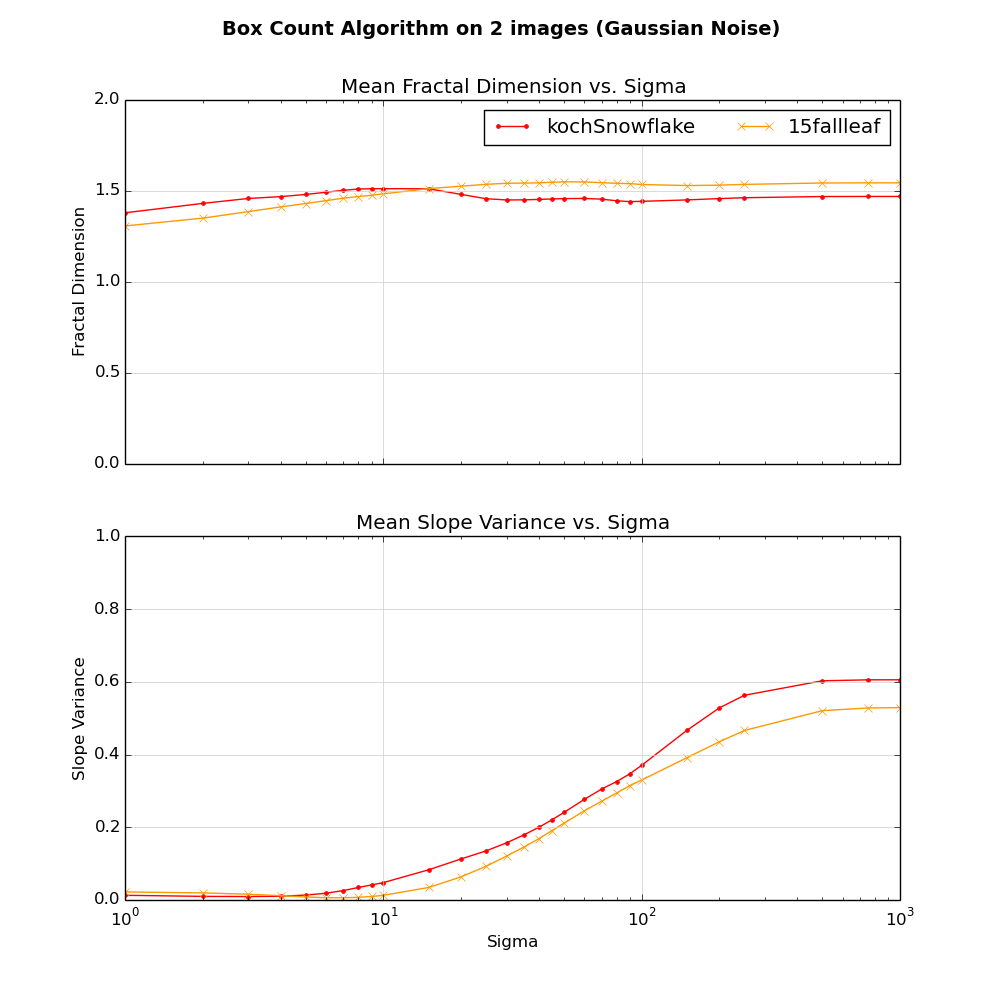 Box Count Algorithm on 2 images (Gaussian Noise)
Mean Fractal Dimension vs. Sigma
2.0
1.5
1.0
0.5
0.0
Fractal Dimension
kochSnowflake 15fallleaf
Mean Slope Variance vs. Sigma
1.0
0.8
0.6
0.4
0.2
0.0
Slope Variance
10^0 10^1 10^2 10^3
Sigma